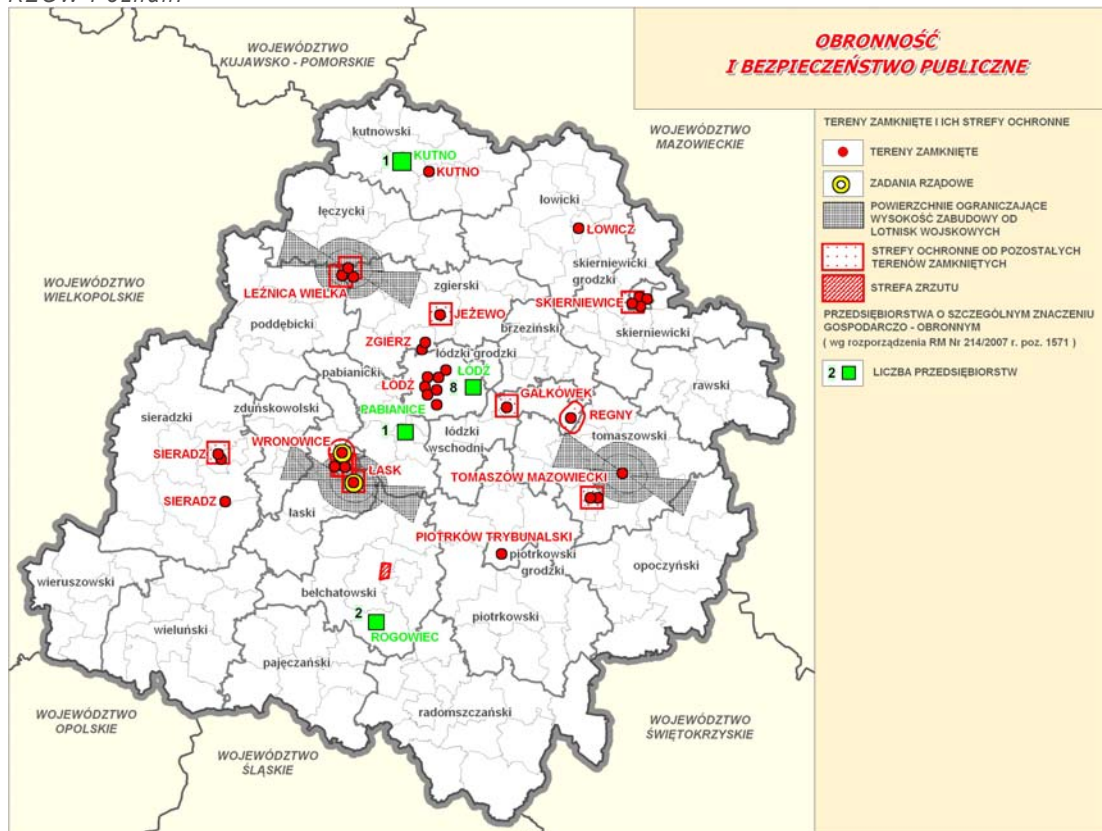 RZGW Poznań
OBRONNOŚĆ
I BEZPIECZEŃSTWO PUBLICZNE
TERENY ZAMKNIĘTE I ICH STREFY OCHRONNE
TERENY ZAMKNIĘTE
ZADANIA RZĄDOWE
POWIERZCHNIE OGRANICZAJĄCE
WYSOKOŚĆ ZABUDOWY OD
LOTNISK WOJSKOWYCH
STREFY OCHRONNE OD POZOSTAŁYCH
TERENÓW ZAMKNIĘTYCH
STREFA ZRZUTU
PRZEDSIĘBIORSTWA O SZCZEGÓLNYM ZNACZENIU
GOSPODARCZO - OBRONNYM
( wg rozporządzenia RM Nr 214/2007 r. poz. 1571 )
2
LICZBA PRZEDSIĘBIORSTW
WOJEWÓDZTWO
KUJAWSKO - POMORSKIE
WOJEWÓDZTWO
MAZOWIECKIE
kutnowski
1
KUTNO
KUTNO
łęczycki
łowicki
ŁOWICZ
skierniewicki
grodzki
SKIERNIEWICE
skierniewicki
WOJEWÓDZTWO
WIELKOPOLSKIE
LEŹNICA WIELKA
zgierski
JEŻEWO
poddębicki
ZGIERZ
brzeziński
łódzki grodzki
ŁÓDŹ
ŁÓDŹ
8
pabianicki
PABIANICE
1
GAŁKÓWEK
REGNY
rawski
sieradzki
zduńskowolski
łódzki
wschodni
tomaszowski
WRONOWICE
SIERADZ
ŁASK
TOMASZÓW MAZOWIECKI
SIERADZ
łaski
PIOTRKÓW TRYBUNALSKI
piotrkowski
grodzki
opoczyński
wieruszowski
bełchatowski
2
ROGOWIEC
piotrkowski
wieluński
pajęczański
radomszczański
WOJEWÓDZTWO
OPOLSKIE
WOJEWÓDZTWO
ŚLĄSKIE
WOJEWÓDZTWO
ŚWIĘTOKRZYSKIE